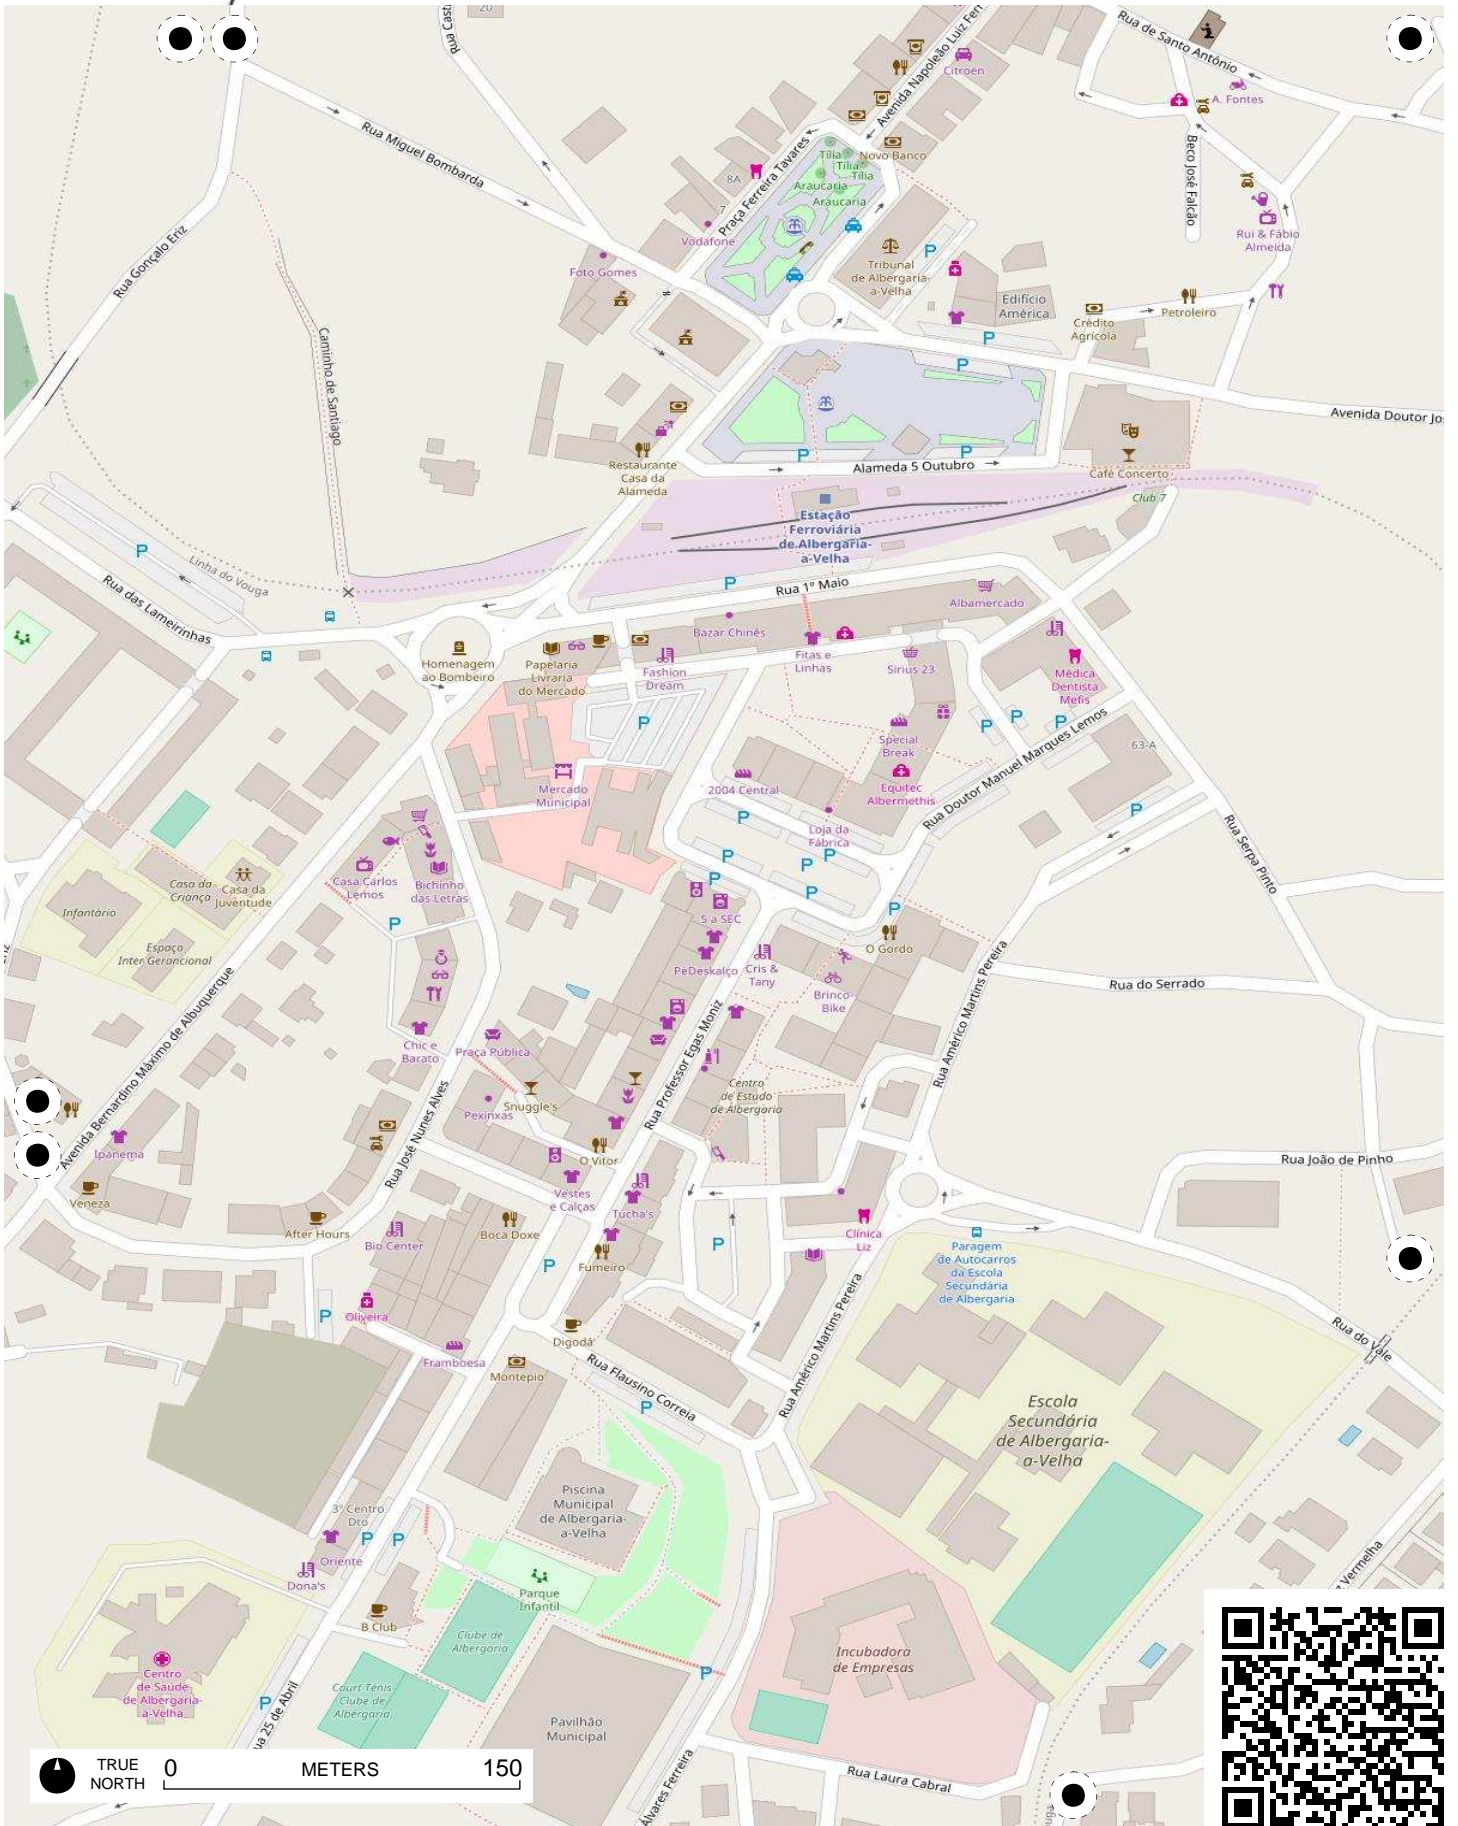 20
Rua Cast
Avenida Napoleão Luiz Ferr
Rua de Santo António
Citroen
A. Fontes
Rua Miguel Bombarda
Praça Ferreira Tavares
Novo Banco
Tília
Tília
Tília
Araucaria
Araucaria
8A
7
Vodafone
Beco José Falcão
Rui & Fábio
Almeida
Rua Gonçalo Eriz
Foto Gomes
Tribunal
de Albergaria-
a-Velha
P
Edifício
América
Crédito
Agrícola
Petroleiro
P
P
Caminho de Santiago
Avenida Doutor Jo
Restaurante
Casa da
Alameda
P
P
Alameda 5 Outubro
Café Concerto
Club 7
Estação
Ferroviária
de Albergaria-
a-Velha
P
Linha do Vouga
Rua das Lameirinhas
P
Rua 1º Maio
Albamercado
Bazar Chinês
Homenagem
ao Bombeiro
Papelaria
Livraria
do Mercado
Fashion
Dream
Fitas e
Linhas
Sirius 23
Médica
Dentista
Mefis
P
P
P
P
Special
Break
63-A
Rua Doutor Manuel Marques Lemos
Mercado
Municipal
2004 Central
Equitec
Albermethis
P
Loja da
Fábrica
P
P
P
P
P
P
Rua Serpa Pinto
Casa Carlos
Lemos
Bichinho
das Letras
Casa da
Criança
Casa da
Juventude
Infantário
Espaço
Inter Gerancional
P
5 a SEC
P
O Gordo
PéDeskalço
Cris &
Tany
Brinco-
Bike
Rua do Serrado
Avenida Bernardino Máximo de Albuquerque
Rua Américo Martins Pereira
Chic e
Barato
Praça Pública
Rua Professor Egas Moniz
Pexinxas
Snuggle's
Centro
de Estudo
de Albergaria
Rua José Nunes Alves
Ipanema
O Vitor
Veneza
Vestes
e Calças
Tucha's
Rua João de Pinho
After Hours
Bio Center
Boca Doxe
Clínica
Liz
Fumeiro
P
P
Paragem
de Autocarros
da Escola
Secundária
de Albergaria
Oliveira
P
Digodá
Framboesa
Montepio
Rua Flausino Correia
P
Rua Américo Martins Pereira
Rua do Vale
Escola
Secundária
de Albergaria-
a-Velha
Piscina
Municipal
de Albergaria-
a-Velha
3º Centro
Dto
P
P
Oriente
Dona's
Parque
Infantil
B Club
Clube de
Albergaria
Vermelha
Incubadora
de Empresas
P
Centro
de Saúde
de Albergaria-
a-Velha
P
Court Ténis
Clube de
Albergaria
ua 25 de Abril
Pavilhão
Municipal
Álvares Ferreira
Rua Laura Cabral
TRUE
NORTH
0 METERS 150